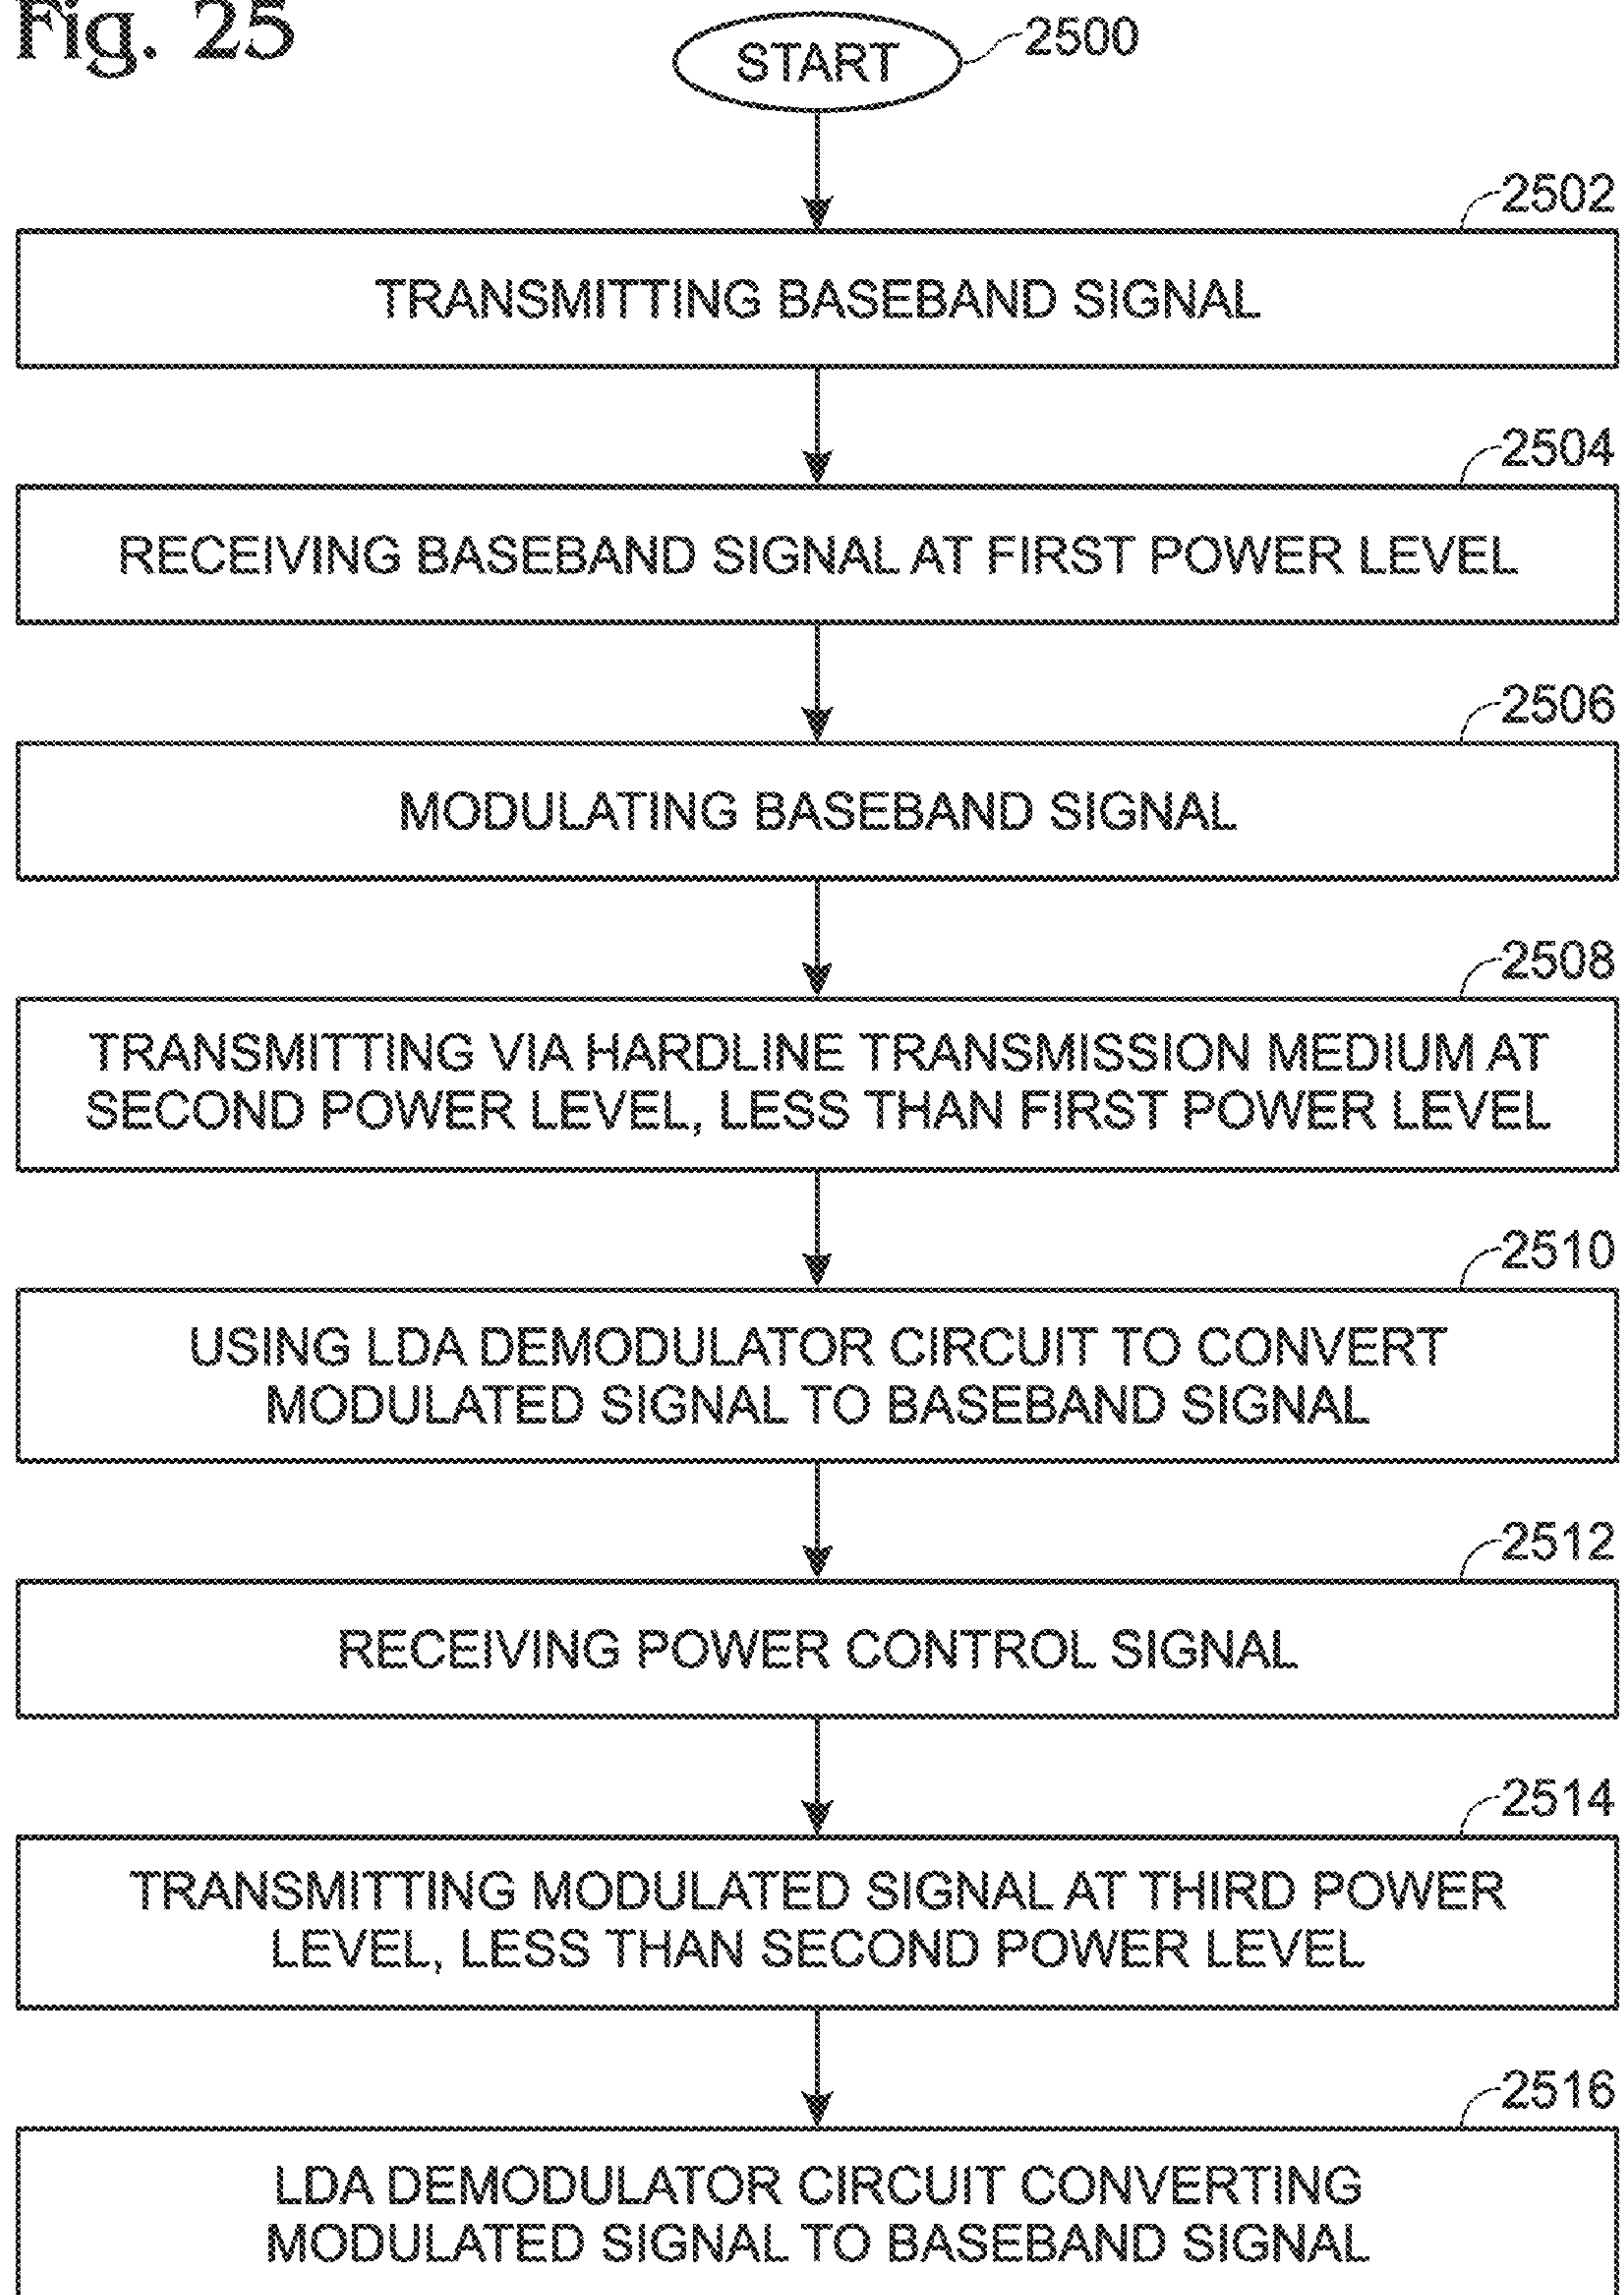 Fig. 25
START
2500
2502
TRANSMITTING BASEBAND SIGNAL
2504
RECEIVING BASEBAND SIGNAL AT FIRST POWER LEVEL
2506
MODULATING BASEBAND SIGNAL
2508
TRANSMITTING VIA HARDLINE TRANSMISSION MEDIUM AT
SECOND POWER LEVEL, LESS THAN FIRST POWER LEVEL
2510
USING LDA DEMODULATOR CIRCUIT TO CONVERT
MODULATED SIGNAL TO BASEBAND SIGNAL
2512
RECEIVING POWER CONTROL SIGNAL
2514
TRANSMITTING MODULATED SIGNAL AT THIRD POWER
LEVEL, LESS THAN SECOND POWER LEVEL
2516
LDA DEMODULATOR CIRCUIT CONVERTING
MODULATED SIGNAL TO BASEBAND SIGNAL